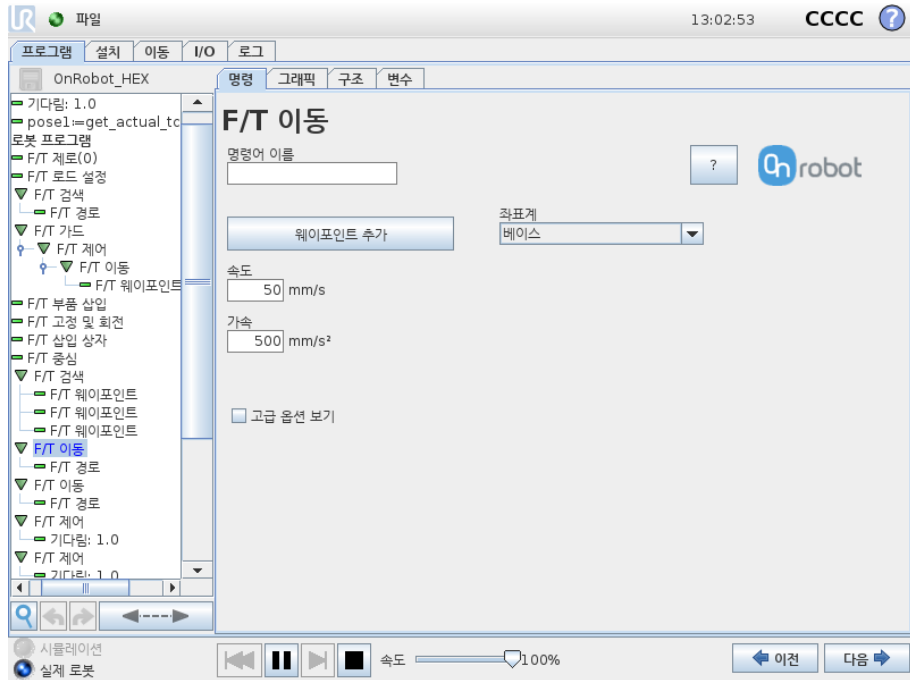 파일
13:02:53
CCCC
프로그램 설치 이동 I/O 로그
OnRobot_HEX
명령 그래픽 구조 변수
기다림: 1.0
pose1≔get_actual_tc
로봇 프로그램
F/T 제로(0)
F/T 로드 설정
F/T 검색
F/T 경로
F/T 가드
F/T 제어
F/T 이동
F/T 웨이포인트
F/T 부품 삽입
F/T 고정 및 회전
F/T 삽입 상자
F/T 중심
F/T 검색
F/T 웨이포인트
F/T 웨이포인트
F/T 웨이포인트
F/T 이동
F/T 경로
F/T 이동
F/T 경로
F/T 제어
기다림: 1.0
F/T 제어
기다림: 1.0
F/T 이동
명령어 이름
?
On robot
웨이포인트 추가
좌표계
베이스
속도
50 mm/s
가속
500 mm/s²
고급 옵션 보기
시뮬레이션
실제 로봇
속도 100%
이전 다음